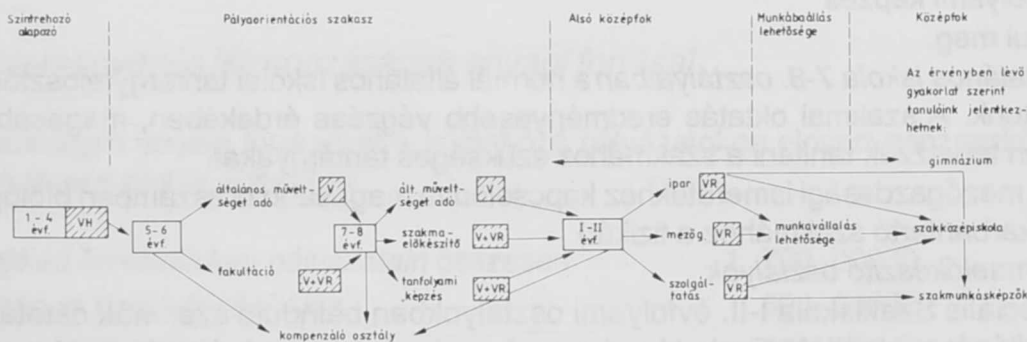 Szintrehozó alapozó
Pályaorientációs szakasz
Alsó középfok
Munkábaállás lehetősége
Középfok
Az érvényben levő
gyakorlat szerint
tanulóink jelentkez-
hetnek:
1 - 4
évf.
VH
5-6
évf.
általános művelt-
séget adó
V
fakultáció
V+VR
7-8
évf.
ált. művelt-
séget adó
V
szakma-
előkészítő
V+VR
tanfolyami
képzés
V+VR
kompenzáló osztály
I - II
évf.
ipar
VR
mezőg.
VR
szolgál-
tatás
VR
munkavállalás
lehetősége
gimnázium
szakközépiskola
szakmunkásképzők